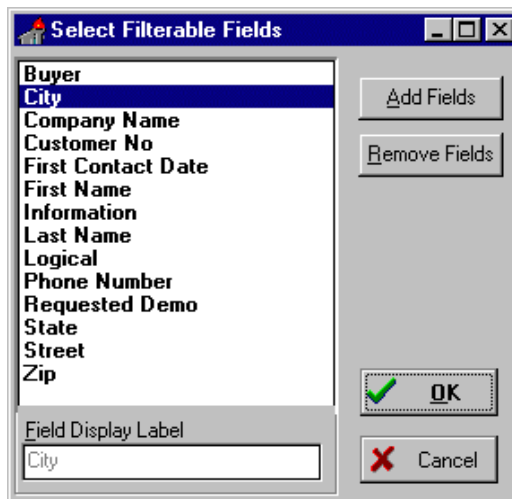 Select Filterable Fields
Buyer
City
Company Name
Customer No
First Contact Date
First Name
Information
Last Name
Logical
Phone Number
Requested Demo
State
Street
Zip
Add Fields
Remove Fields
Field Display Label
City
OK
Cancel